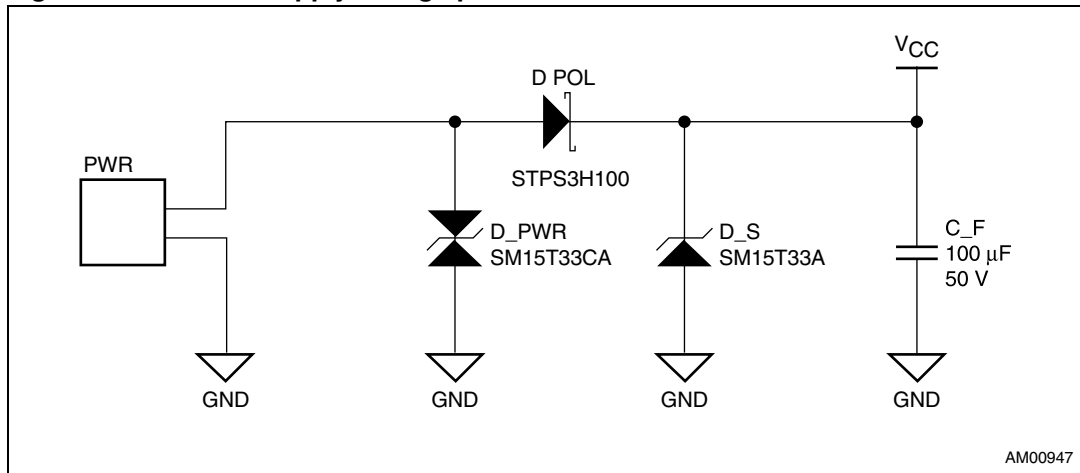 V_CC
D POL
PWR
STPS3H100
D_PWR
SM15T33CA
D_S
SM15T33A
C_F
100 μF
50 V
GND
GND
GND
GND
AM00947